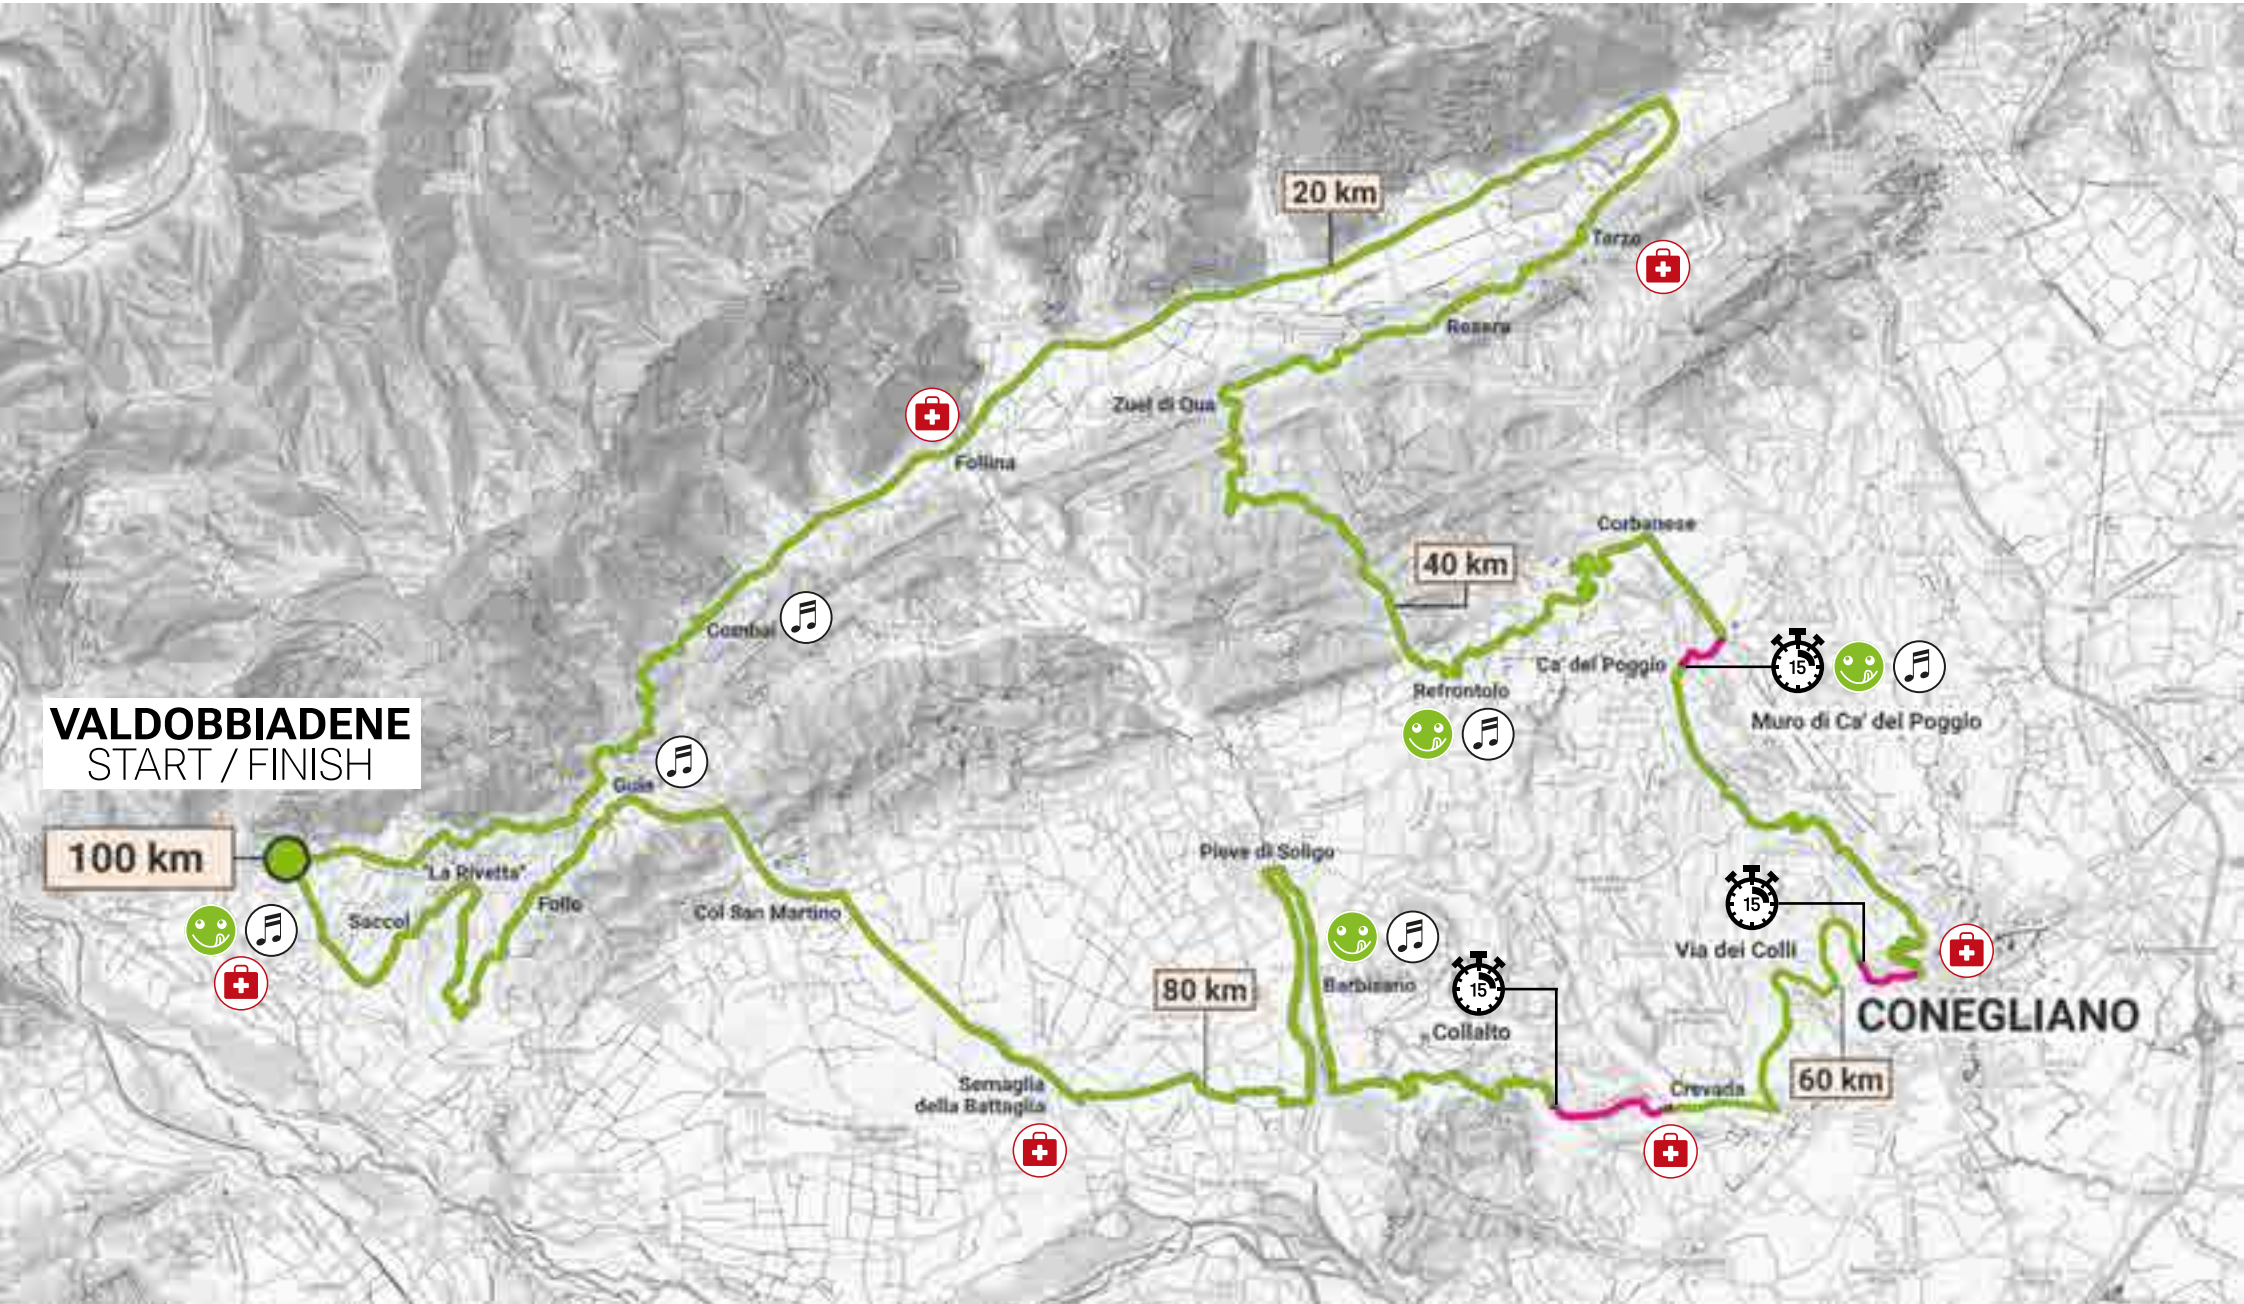 20 km
Tarzo
Resera
Zuel di Qua
Follina
Corbanese
40 km
Combai
Ca' del Poggio
15
Refrontolo
Muro di Ca' del Poggio
VALDOBBIADENE
START / FINISH
Guia
100 km
"La Rivetta"
Saccol
Follo
Col San Martino
Pieve di Soligo
15
Via dei Colli
80 km
Barbisano
15
Collalto
CONEGLIANO
Semaglia
della Battaglia
Crevada
60 km